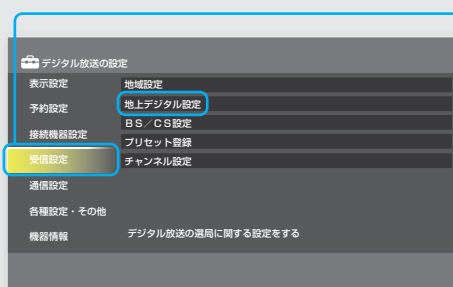 デジタル放送の設定
表示設定
予約設定
接続機器設定
受信設定
通信設定
各種設定・その他
機器情報
地域設定
地上デジタル設定
BS/CS設定
プリセット登録
チャンネル設定
デジタル放送の選局に関する設定をする